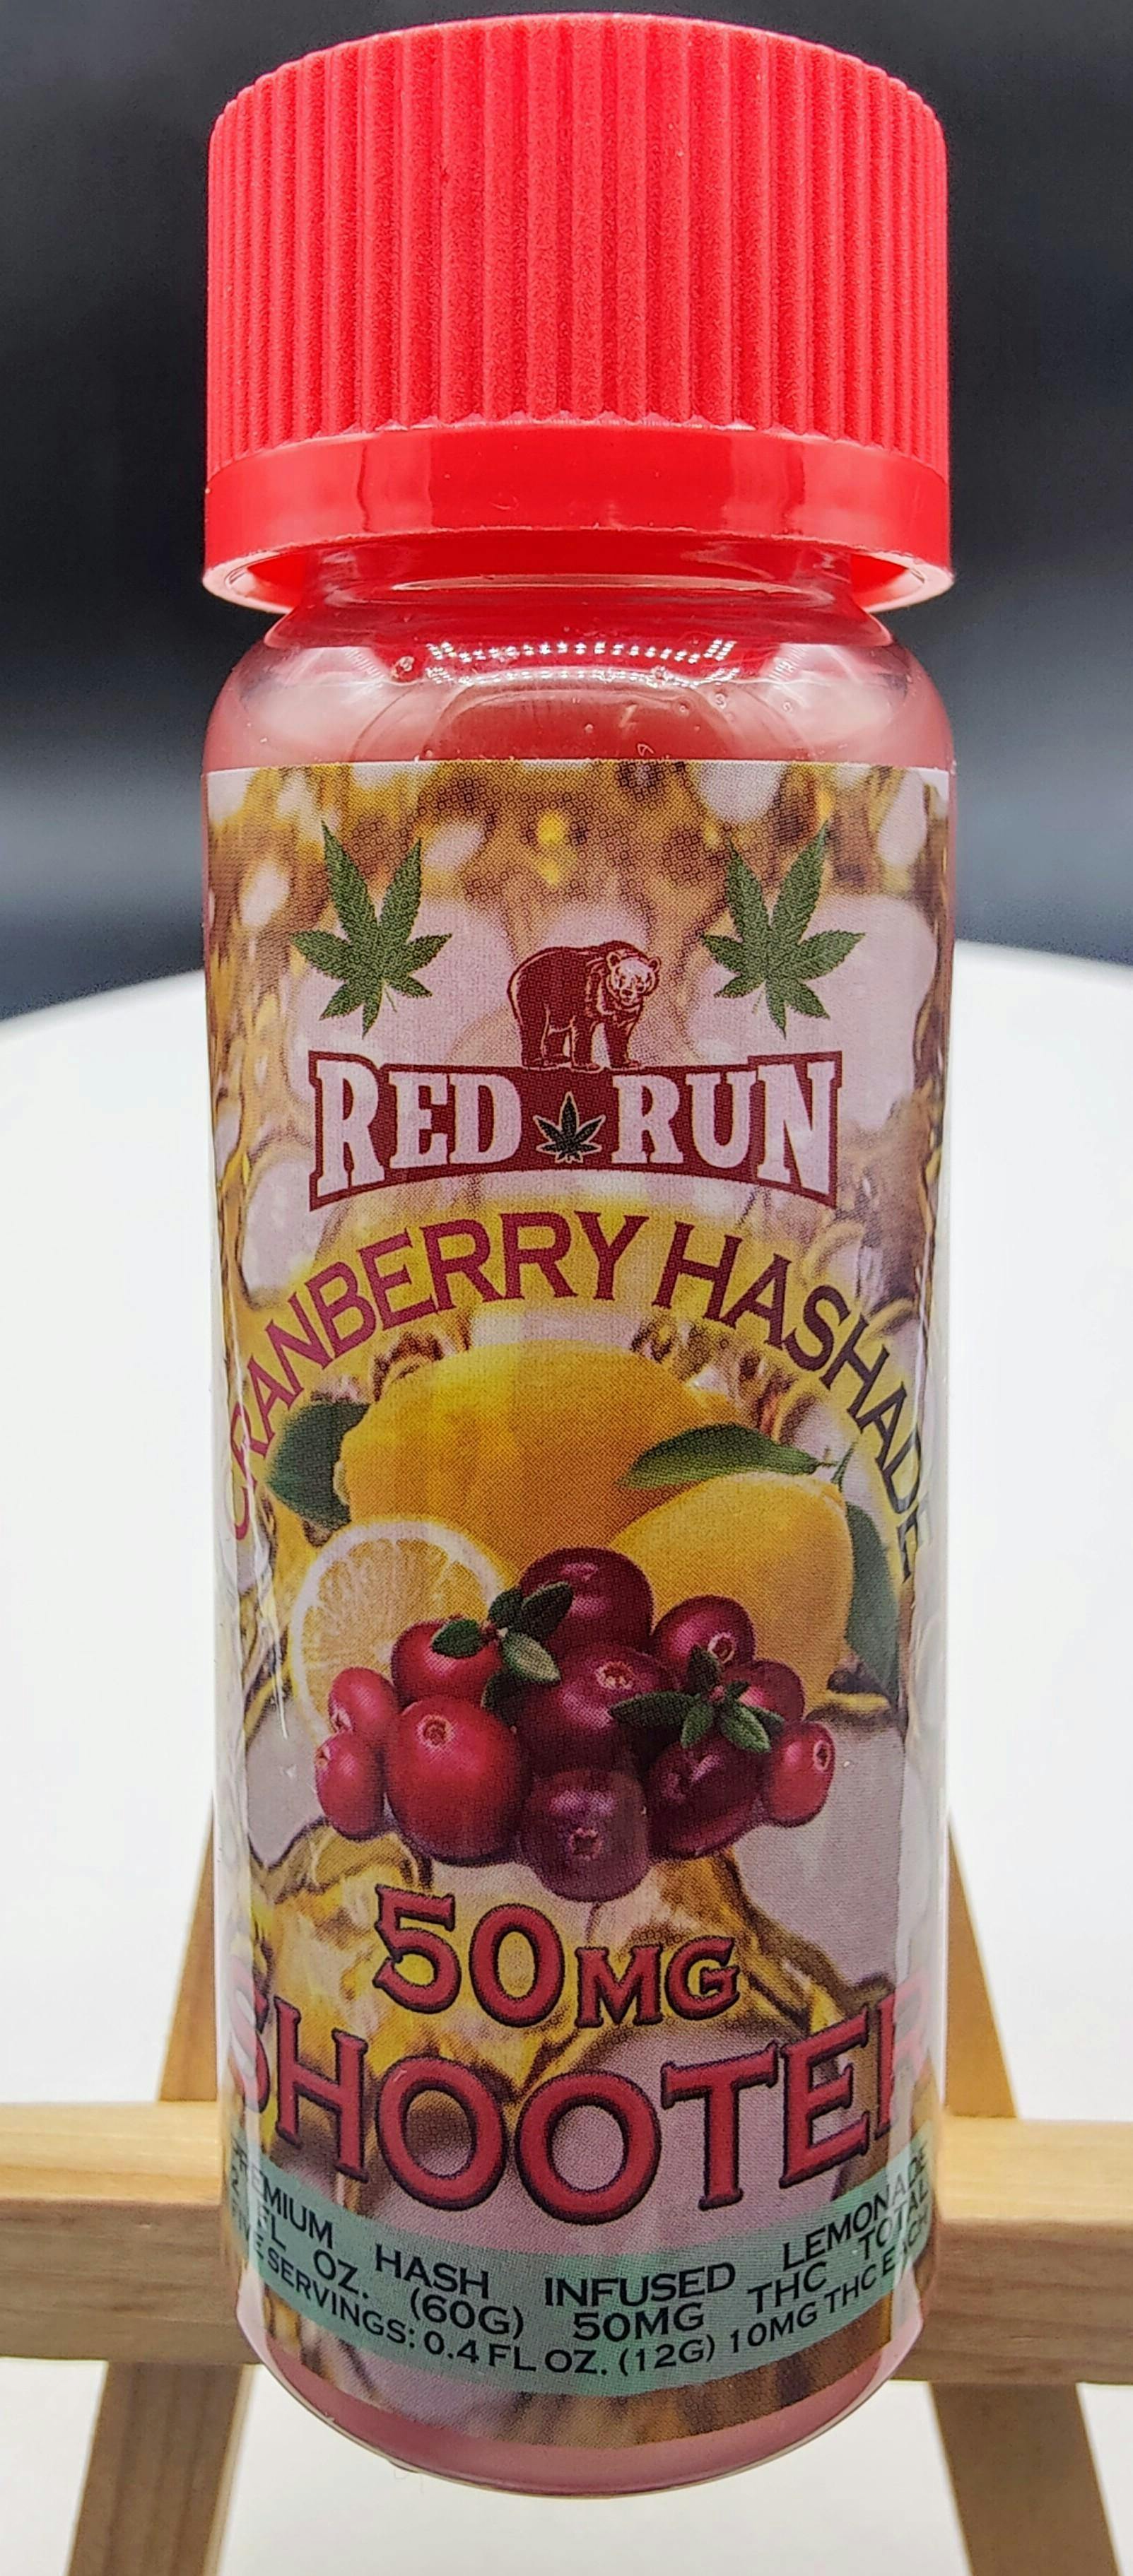 RED RUN
CRANBERRY HASHADE
50MG
SHOOTER
PREMIUM HASH INFUSED LEMONADE
2 FL OZ. (60G) 50MG THC TOTAL
FIVE SERVINGS: 0.4 FL OZ. (12G) 10MG THC EACH